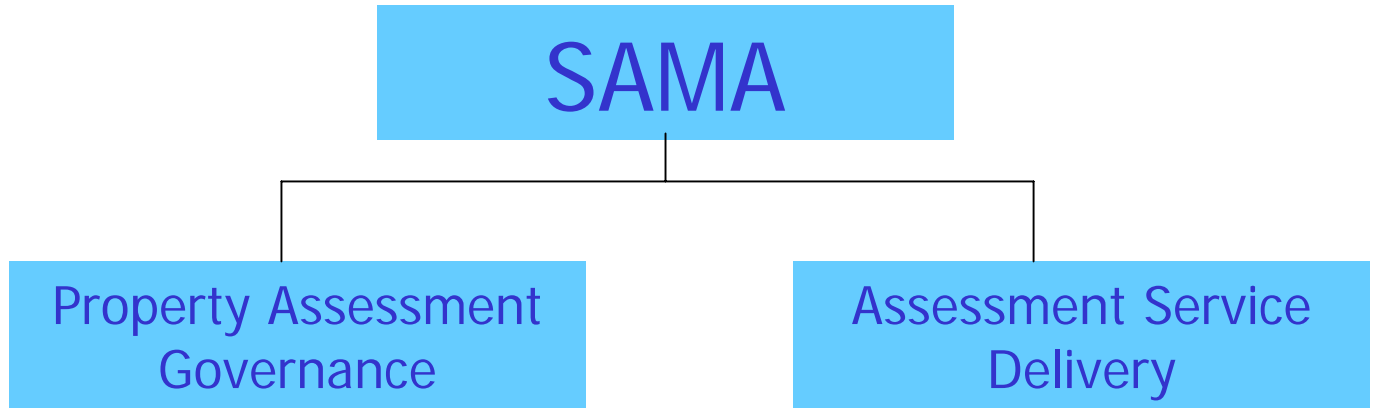 SAMA
Property Assessment
Governance
Assessment Service
Delivery